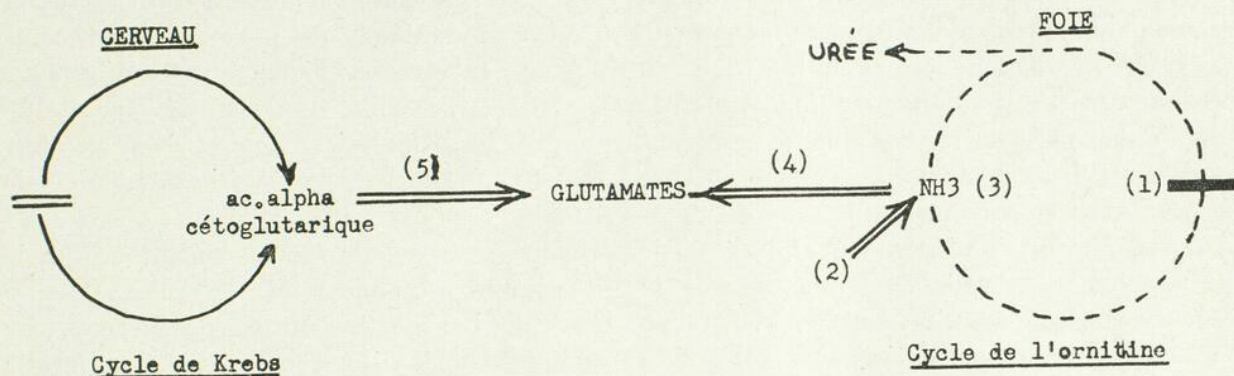 CERVEAU
FOIE
URÉE
(5)
(4)
(1)
ac.alpha
cétoglutarique
GLUTAMATES
NH3 (3)
(2)
Cycle de Krebs
Cycle de l'ornitine